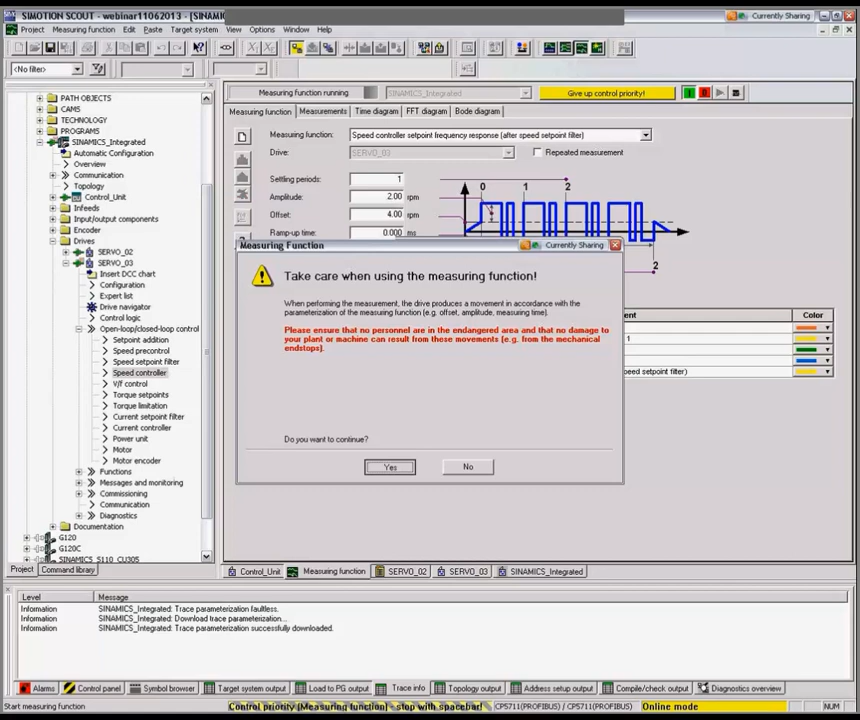 SIMOTION SCOUT - webinar11062013 - [SINAMI
Currently Sharing
Project Measuring function Edit Paste Target system View Options Window Help
<No filter>
Measuring function running SINAMICS_Integrated Give up control priority!
Measuring function Measurements Time diagram FFT diagram Bode diagram
Measuring function: Speed controller setpoint frequency response (after speed setpoint filter)
Drive: SERVO_03 Repeated measurement
Settling periods: 1
Amplitude: 2.00 rpm
Offset: 4.00 rpm
Ramp-up time: 0.000 ms
0 1 2
2
PATH OBJECTS
CAMS
TECHNOLOGY
PROGRAMS
SINAMICS_Integrated
Automatic Configuration
Overview
Communication
Topology
Control_Unit
Infeeds
Input/output components
Encoder
Drives
SERVO_02
SERVO_03
Insert DCC chart
Configuration
Expert list
Drive navigator
Control logic
Open-loop/closed-loop control
Setpoint addition
Speed precontrol
Speed setpoint filter
Speed controller
V/f control
Torque setpoints
Torque limitation
Current setpoint filter
Current controller
Power unit
Motor
Motor encoder
Functions
Messages and monitoring
Commissioning
Communication
Diagnostics
Documentation
G120
G120C
SINAMICS_S110_CU305
Project Command library
Measuring Function Currently Sharing
Take care when using the measuring function!
When performing the measurement, the drive produces a movement in accordance with the
parameterization of the measuring function (e.g. offset, amplitude, measuring time).
Please ensure that no personnel are in the endangered area and that no damage to
your plant or machine can result from these movements (e.g. from the mechanical
endstops).
Do you want to continue?
Yes No
ent Color
1
peed setpoint filter)
Control_Unit Measuring function SERVO_02 SERVO_03 SINAMICS_Integrated
Level Message
Information SINAMICS_Integrated: Trace parameterization faultless.
Information SINAMICS_Integrated: Download trace parameterization...
Information SINAMICS_Integrated: Trace parameterization successfully downloaded.
Alarms Control panel Symbol browser Target system output Load to PG output Trace info Topology output Address setup output Compile/check output Diagnostics overview
Start measuring function Control priority (Measuring function) - stop with spacebar! CP5711(PROFIBUS) / CP5711(PROFIBUS) Online mode NUM